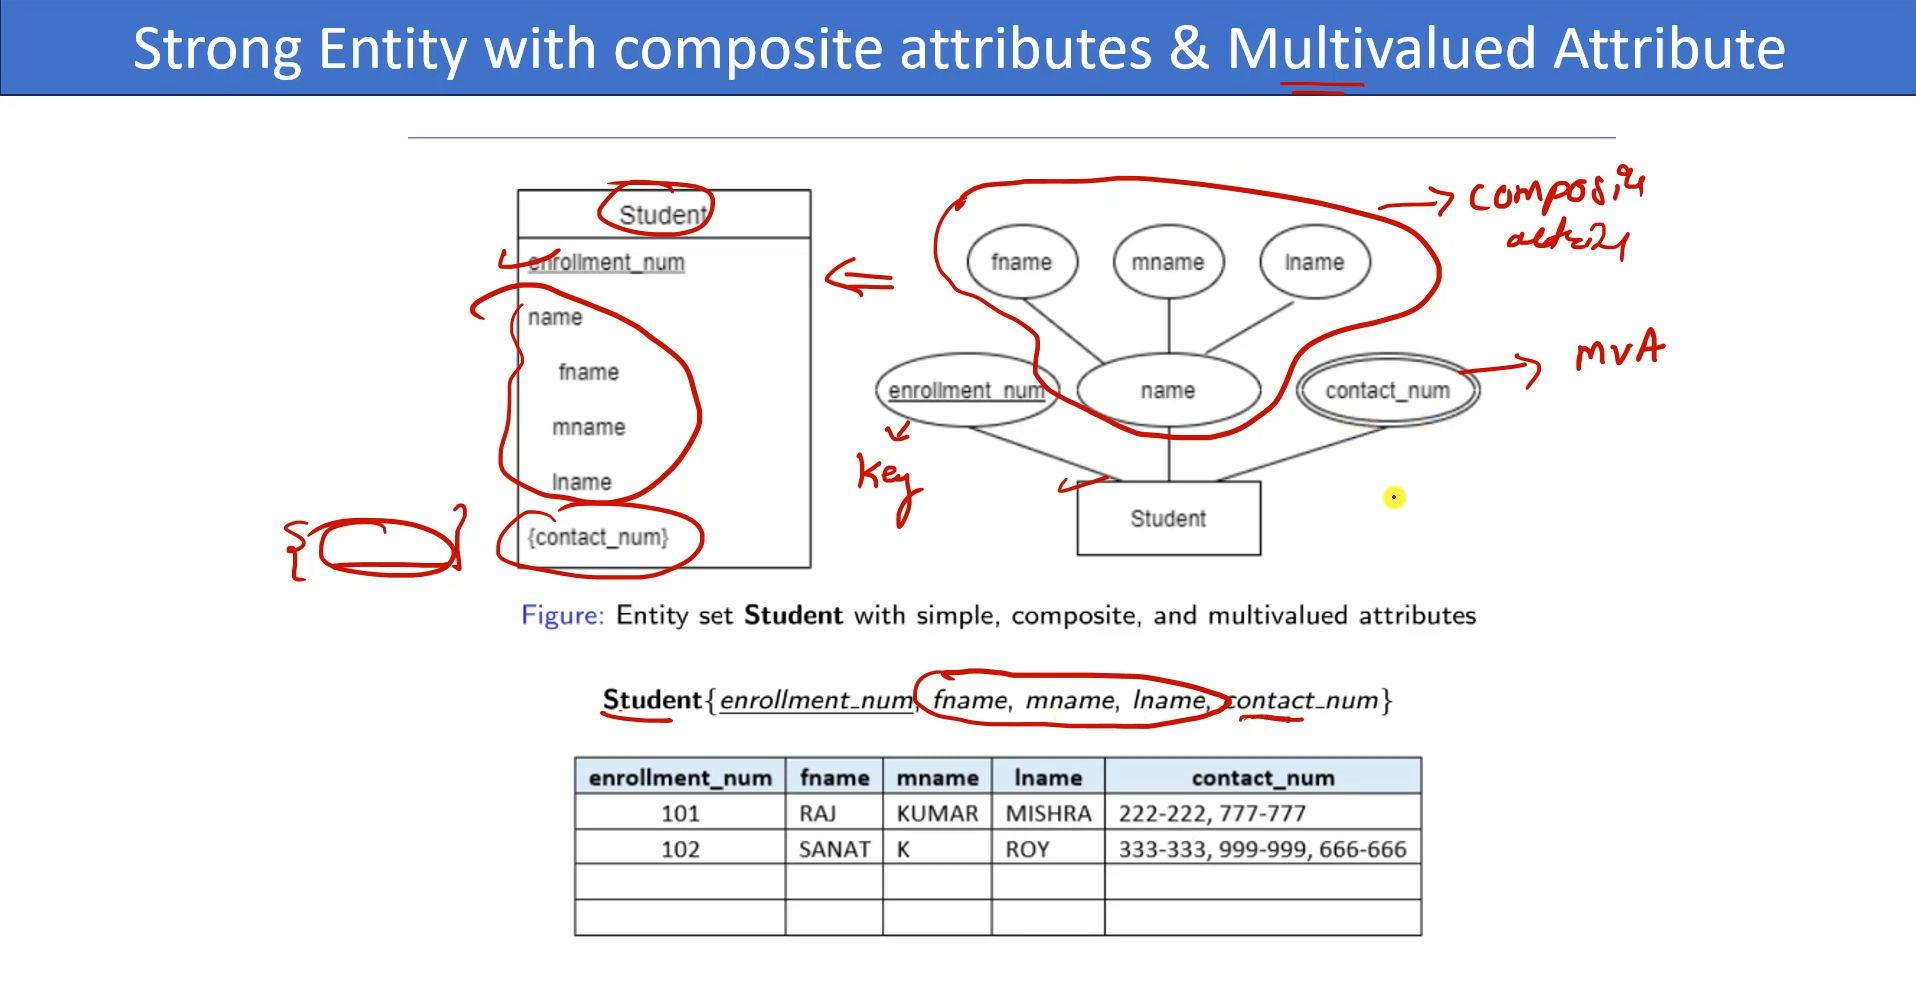 Strong Entity with composite attributes & Multivalued Attribute
Student
enrollment_num
name
fname
mname
lname
{contact_num}
{ }
fname mname lname
enrollment_num name contact_num
Student
composite
MVA
Key
Figure: Entity set Student with simple, composite, and multivalued attributes
Student{enrollment_num, fname, mname, lname, contact_num}
enrollment_num fname mname lname contact_num
101 RAJ KUMAR MISHRA 222-222, 777-777
102 SANAT K ROY 333-333, 999-999, 666-666